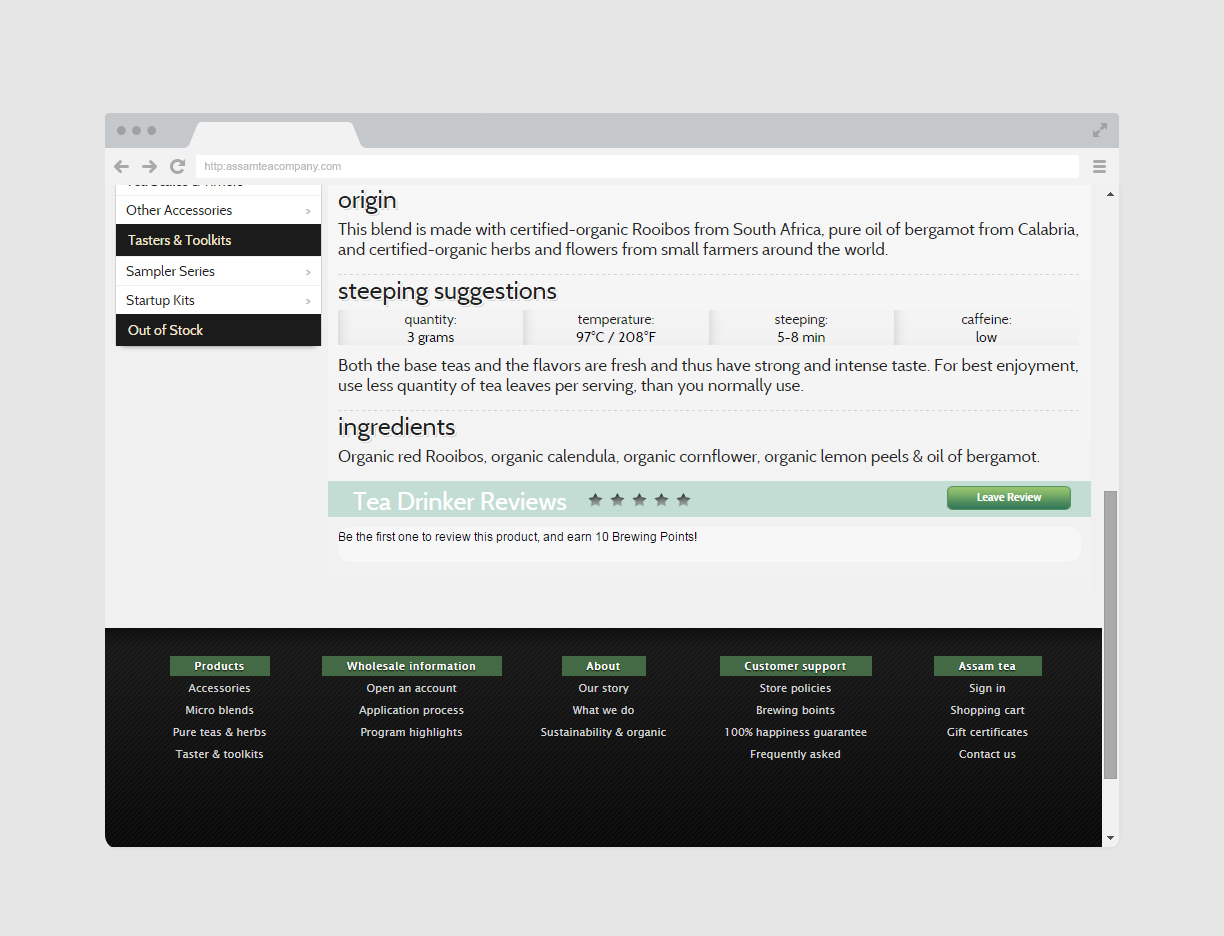 http:assamteacompany.com
Other Accessories
Tasters & Toolkits
Sampler Series
Startup Kits
Out of Stock
origin
This blend is made with certified-organic Rooibos from South Africa, pure oil of bergamot from Calabria,
and certified-organic herbs and flowers from small farmers around the world.
steeping suggestions
quantity: temperature: steeping: caffeine:
3 grams 97°C / 208°F 5-8 min low
Both the base teas and the flavors are fresh and thus have strong and intense taste. For best enjoyment,
use less quantity of tea leaves per serving, than you normally use.
ingredients
Organic red Rooibos, organic calendula, organic cornflower, organic lemon peels & oil of bergamot.
Tea Drinker Reviews Leave Review
Be the first one to review this product, and earn 10 Brewing Points!
Products
Accessories
Micro blends
Pure teas & herbs
Taster & toolkits
Wholesale information
Open an account
Application process
Program highlights
About
Our story
What we do
Sustainability & organic
Customer support
Store policies
Brewing boints
100% happiness guarantee
Frequently asked
Assam tea
Sign in
Shopping cart
Gift certificates
Contact us